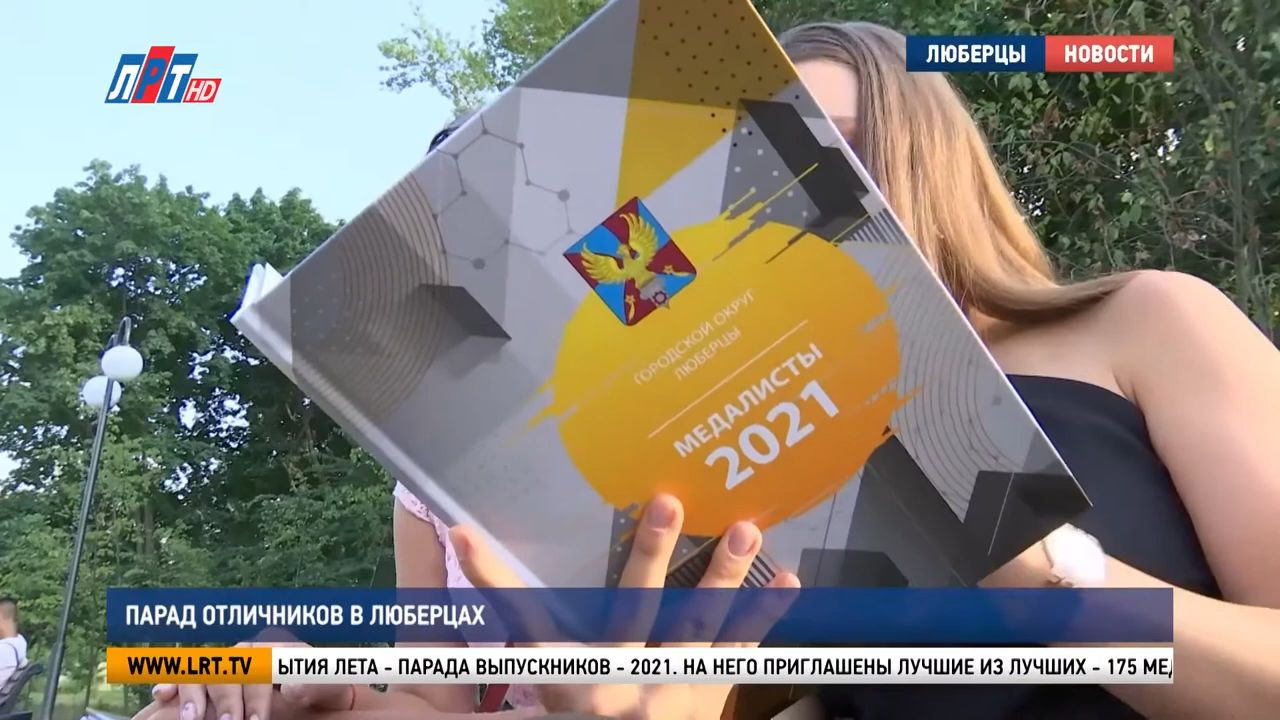 ЛРТ HD
ЛЮБЕРЦЫ НОВОСТИ
ГОРОДСКОЙ ОКРУГ
ЛЮБЕРЦЫ
МЕДАЛИСТЫ
2021
ПАРАД ОТЛИЧНИКОВ В ЛЮБЕРЦАХ
WWW.LRT.TV ЫТИЯ ЛЕТА - ПАРАДА ВЫПУСКНИКОВ - 2021. НА НЕГО ПРИГЛАШЕНЫ ЛУЧШИЕ ИЗ ЛУЧШИХ - 175 МЕД